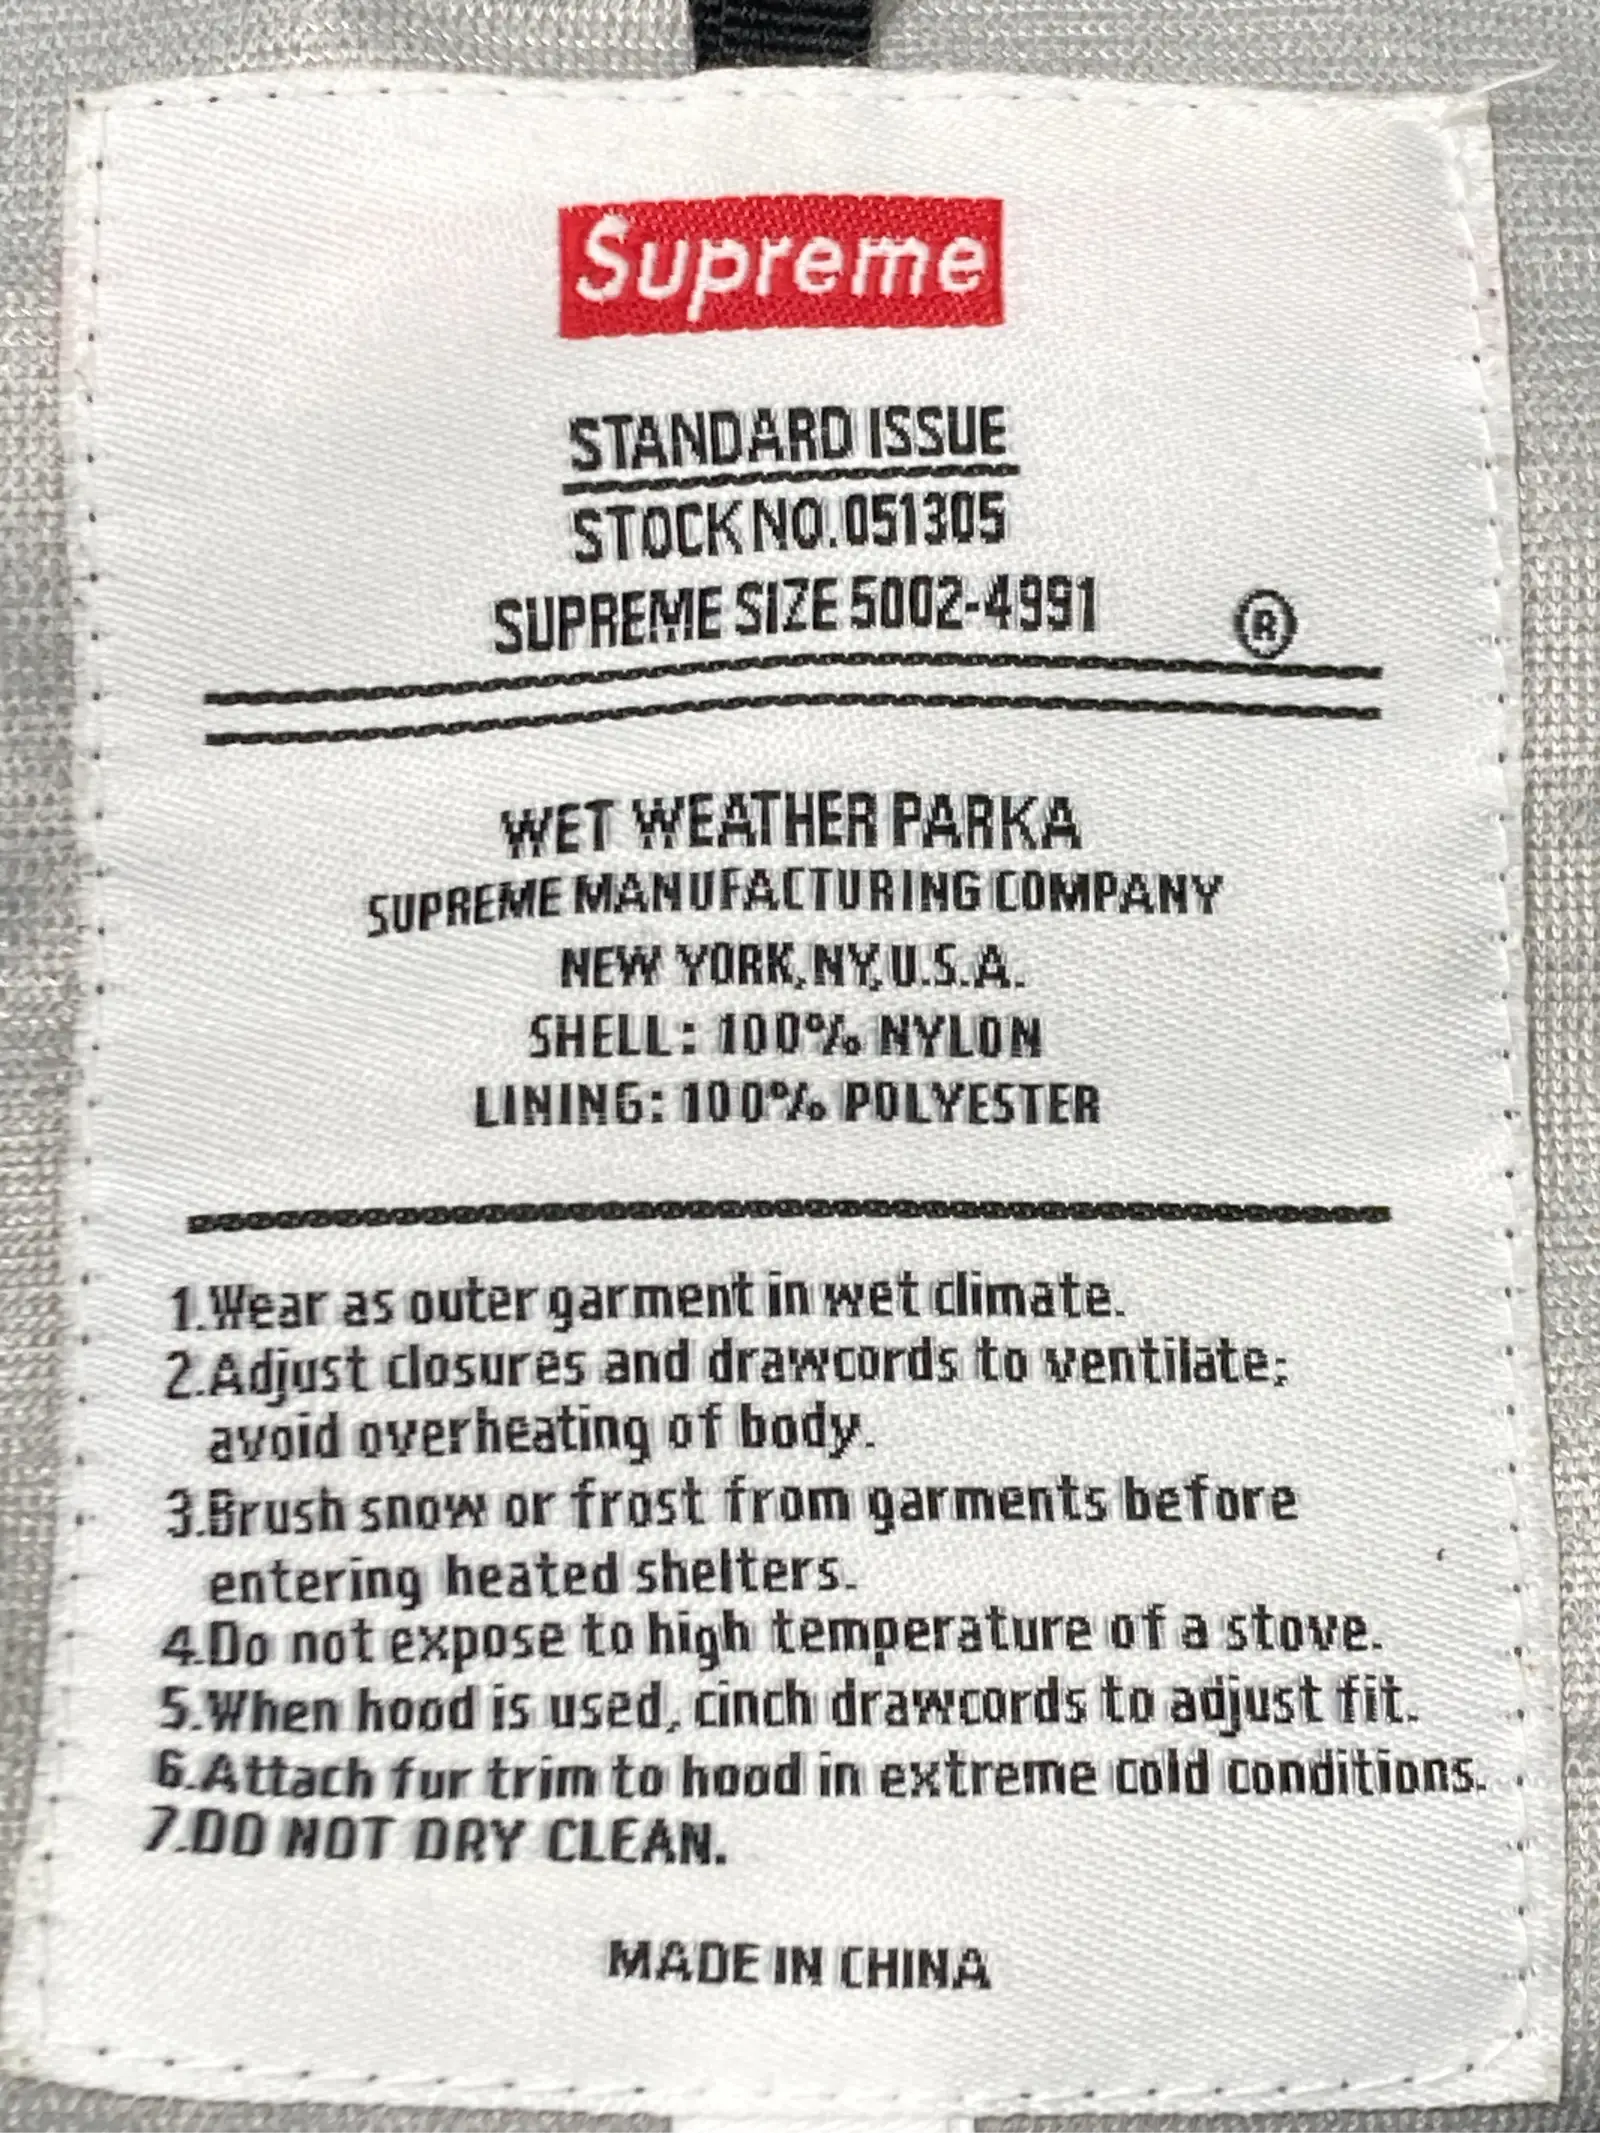 Supreme
STANDARD ISSUE
STOCK NO. 051305
SUPREME SIZE 5002-4991 ®
WET WEATHER PARKA
SUPREME MANUFACTURING COMPANY
NEW YORK, NY, U.S.A.
SHELL: 100% NYLON
LINING: 100% POLYESTER
1.Wear as outer garment in wet climate.
2.Adjust closures and drawcords to ventilate;
avoid overheating of body.
3.Brush snow or frost from garments before
entering heated shelters.
4.Do not expose to high temperature of a stove.
5.When hood is used, cinch drawcords to adjust fit.
6.Attach fur trim to hood in extreme cold conditions.
7.DO NOT DRY CLEAN.
MADE IN CHINA